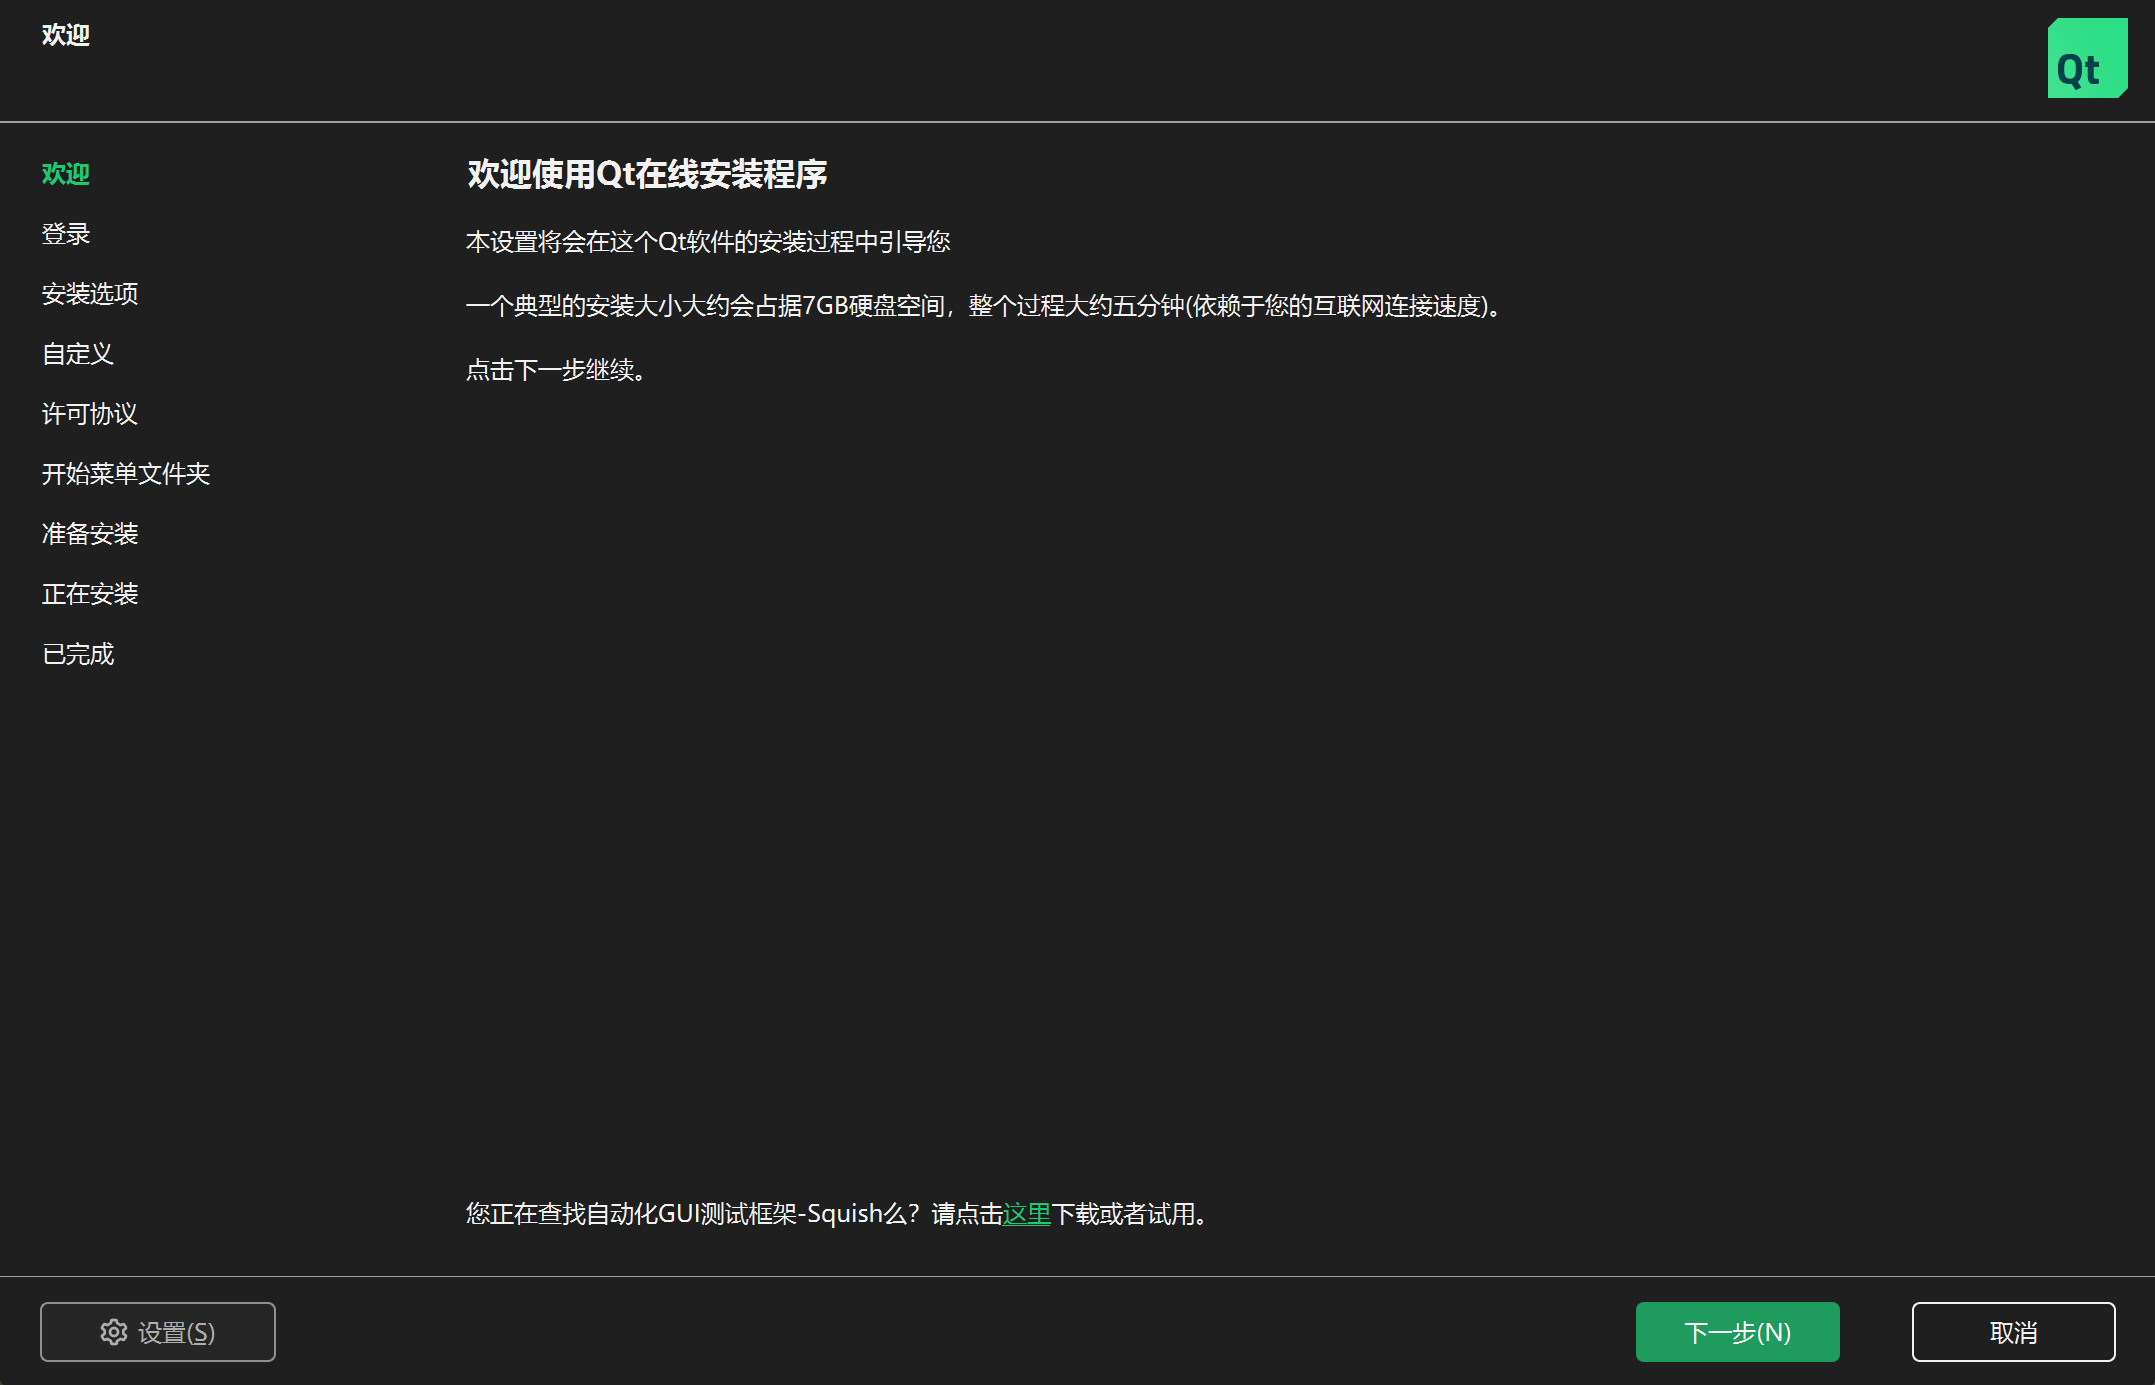 欢迎
Qt
欢迎
登录
安装选项
自定义
许可协议
开始菜单文件夹
准备安装
正在安装
已完成
欢迎使用Qt在线安装程序
本设置将会在这个Qt软件的安装过程中引导您
一个典型的安装大小大约会占据7GB硬盘空间，整个过程大约五分钟(依赖于您的互联网连接速度)。
点击下一步继续。
您正在查找自动化GUI测试框架-Squish么？请点击这里下载或者试用。
设置(S)
下一步(N)
取消